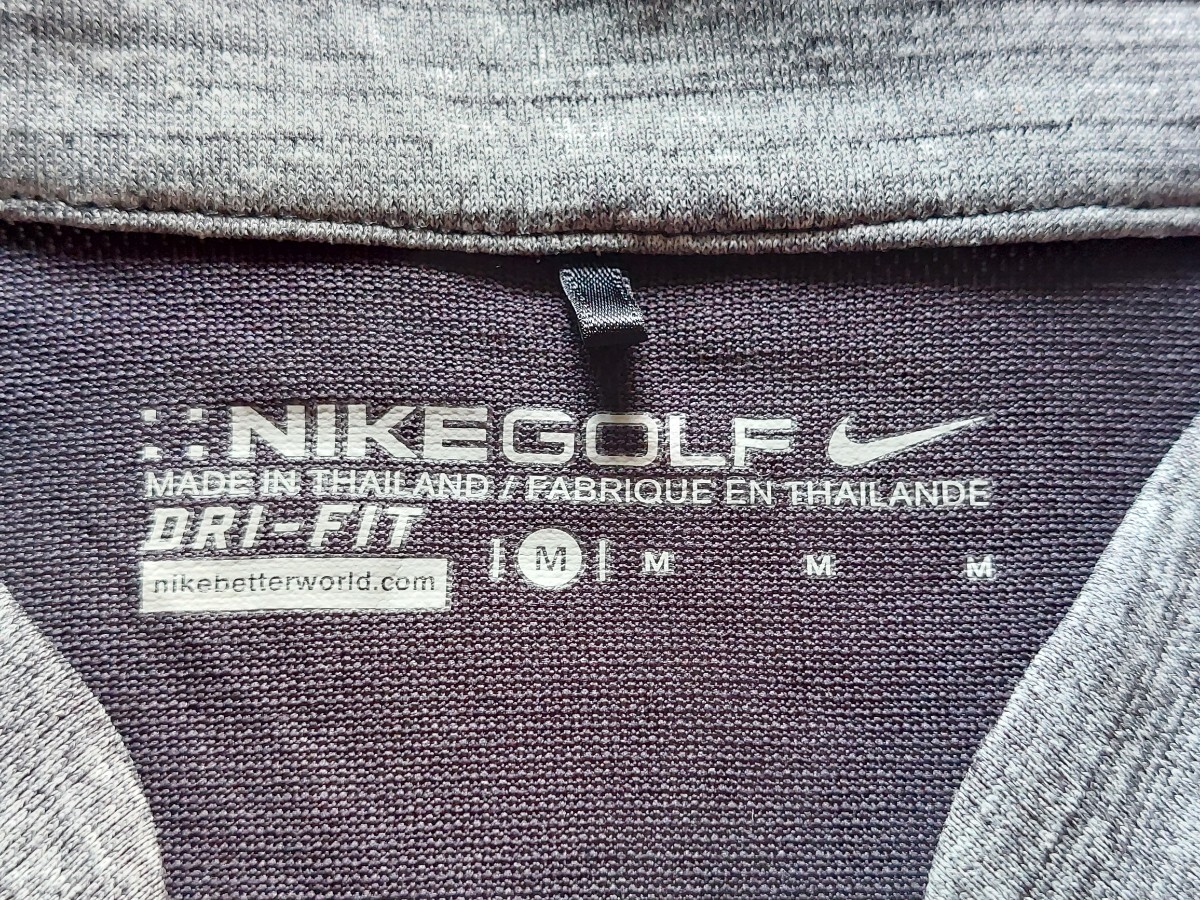 NIKEGOLF
MADE IN THAILAND / FABRIQUE EN THAILANDE
DRI-FIT
nikebetterworld.com
M M M M